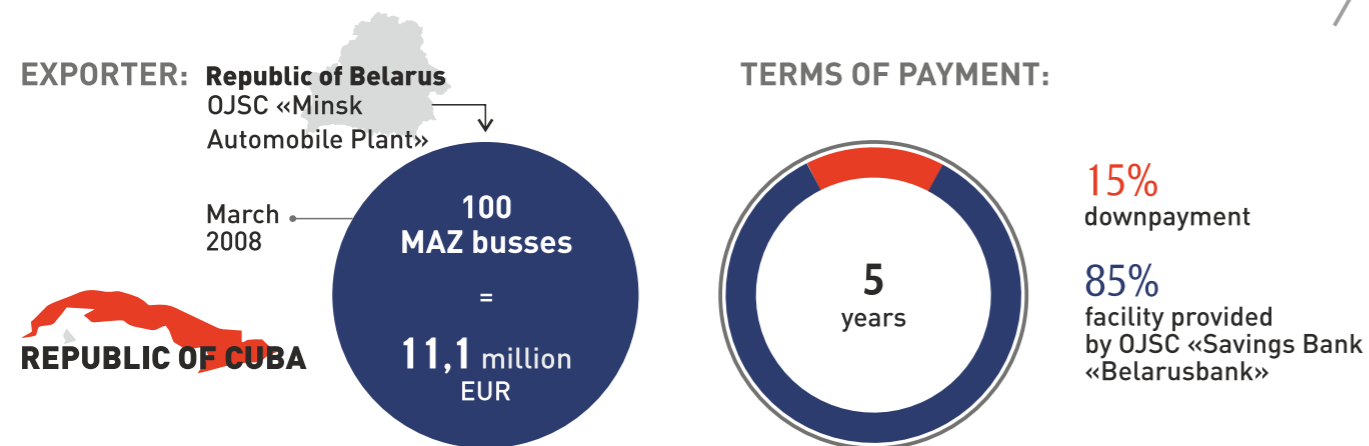 EXPORTER: Republic of Belarus
OJSC «Minsk
Automobile Plant»
March
2008
100
MAZ busses
=
11,1 million
EUR
REPUBLIC OF CUBA
TERMS OF PAYMENT:
5
years
15%
downpayment
85%
facility provided
by OJSC «Savings Bank
«Belarusbank»